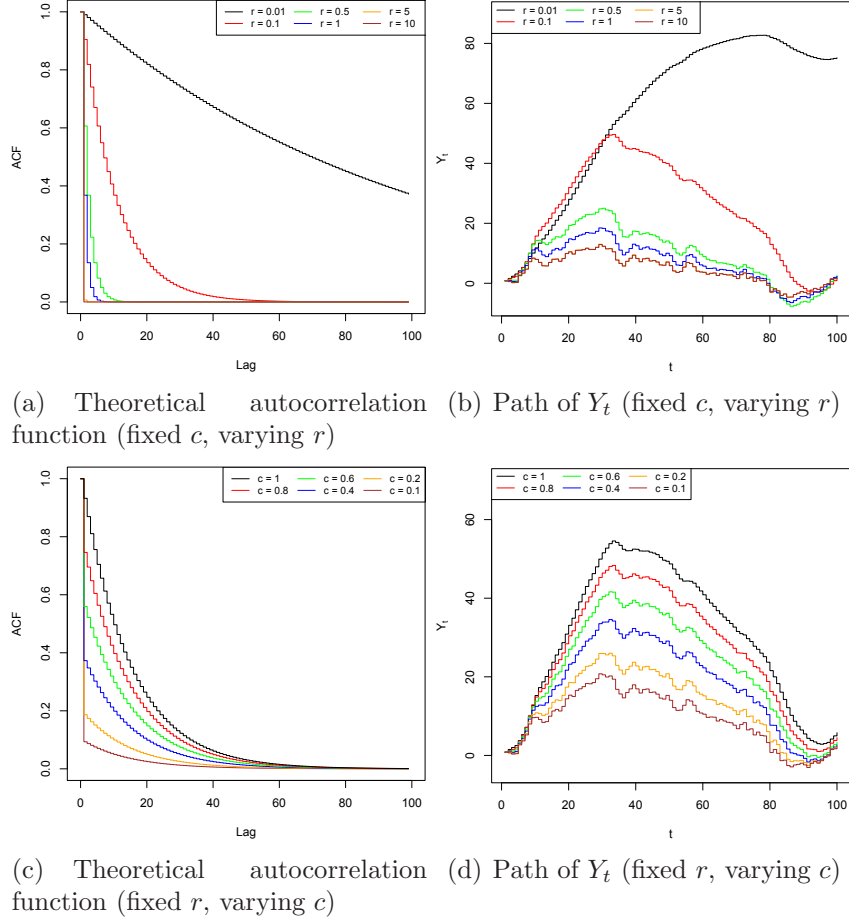 r = 0.01 r = 0.5 r = 5
r = 0.1 r = 1 r = 10
1.0
0.8
0.6
0.4
0.2
0.0
ACF
0 20 40 60 80 100
Lag
r = 0.01 r = 0.5 r = 5
r = 0.1 r = 1 r = 10
80
60
40
20
0
Y_t
0 20 40 60 80 100
t
(a) Theoretical autocorrelation
function (fixed c, varying r)
(b) Path of Y_t (fixed c, varying r)
c = 1 c = 0.6 c = 0.2
c = 0.8 c = 0.4 c = 0.1
1.0
0.8
0.6
0.4
0.2
0.0
ACF
0 20 40 60 80 100
Lag
c = 1 c = 0.6 c = 0.2
c = 0.8 c = 0.4 c = 0.1
60
40
20
0
Y_t
0 20 40 60 80 100
t
(c) Theoretical autocorrelation
function (fixed r, varying c)
(d) Path of Y_t (fixed r, varying c)